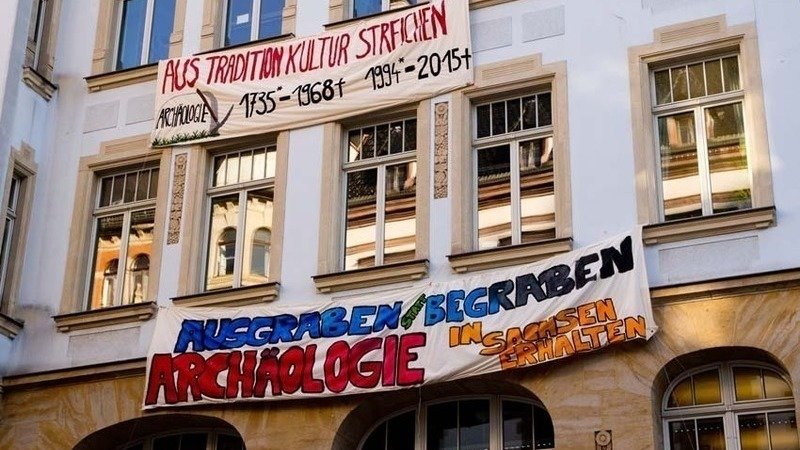 AUS TRADITION KULTUR STREICHEN
ARCHÄOLOGIE 1735*-1968† 1994*-2015†
AUSGRABEN STATT BEGRABEN
ARCHÄOLOGIE IN SACHSEN
ERHALTEN